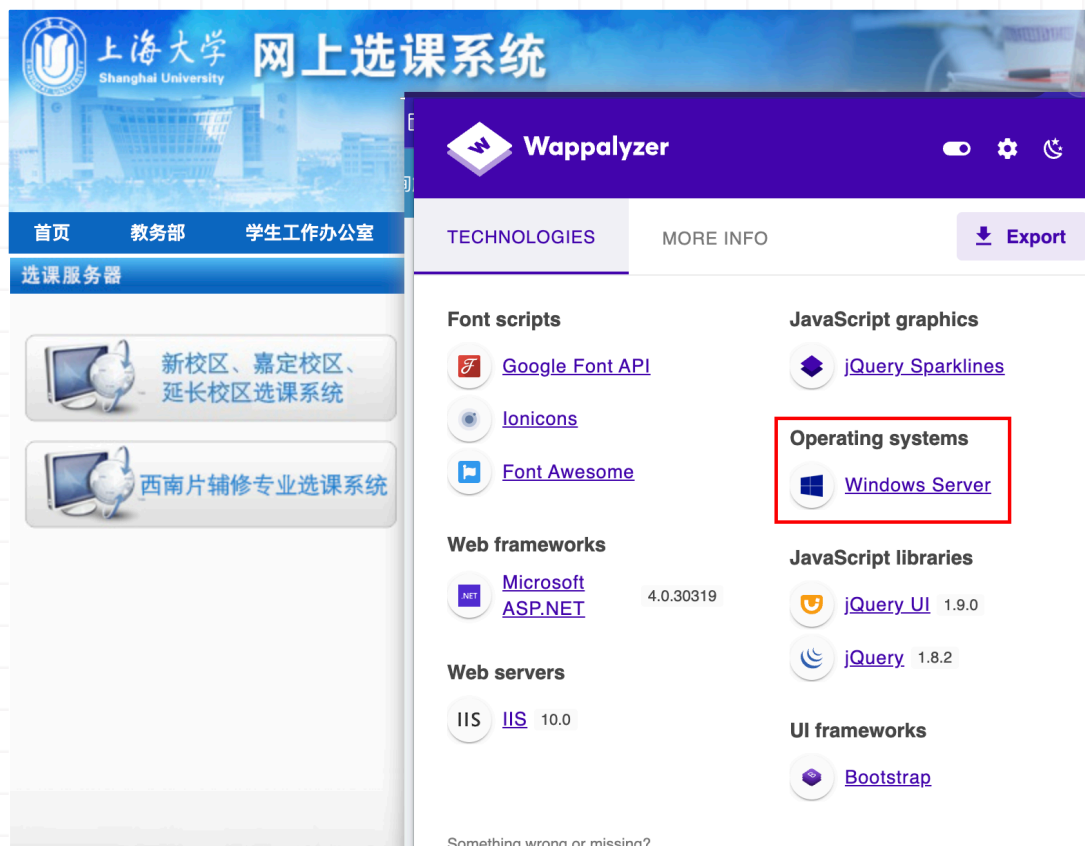 上海大学
Shanghai University
网上选课系统
首页 教务部 学生工作办公室
选课服务器
新校区、嘉定校区、
延长校区选课系统
西南片辅修专业选课系统
Wappalyzer
TECHNOLOGIES MORE INFO Export
Font scripts
Google Font API
Ionicons
Font Awesome
Web frameworks
.NET
Microsoft
ASP.NET
4.0.30319
Web servers
IIS IIS 10.0
JavaScript graphics
jQuery Sparklines
Operating systems
Windows Server
JavaScript libraries
jQuery UI 1.9.0
jQuery 1.8.2
UI frameworks
Bootstrap
Something wrong or missing?